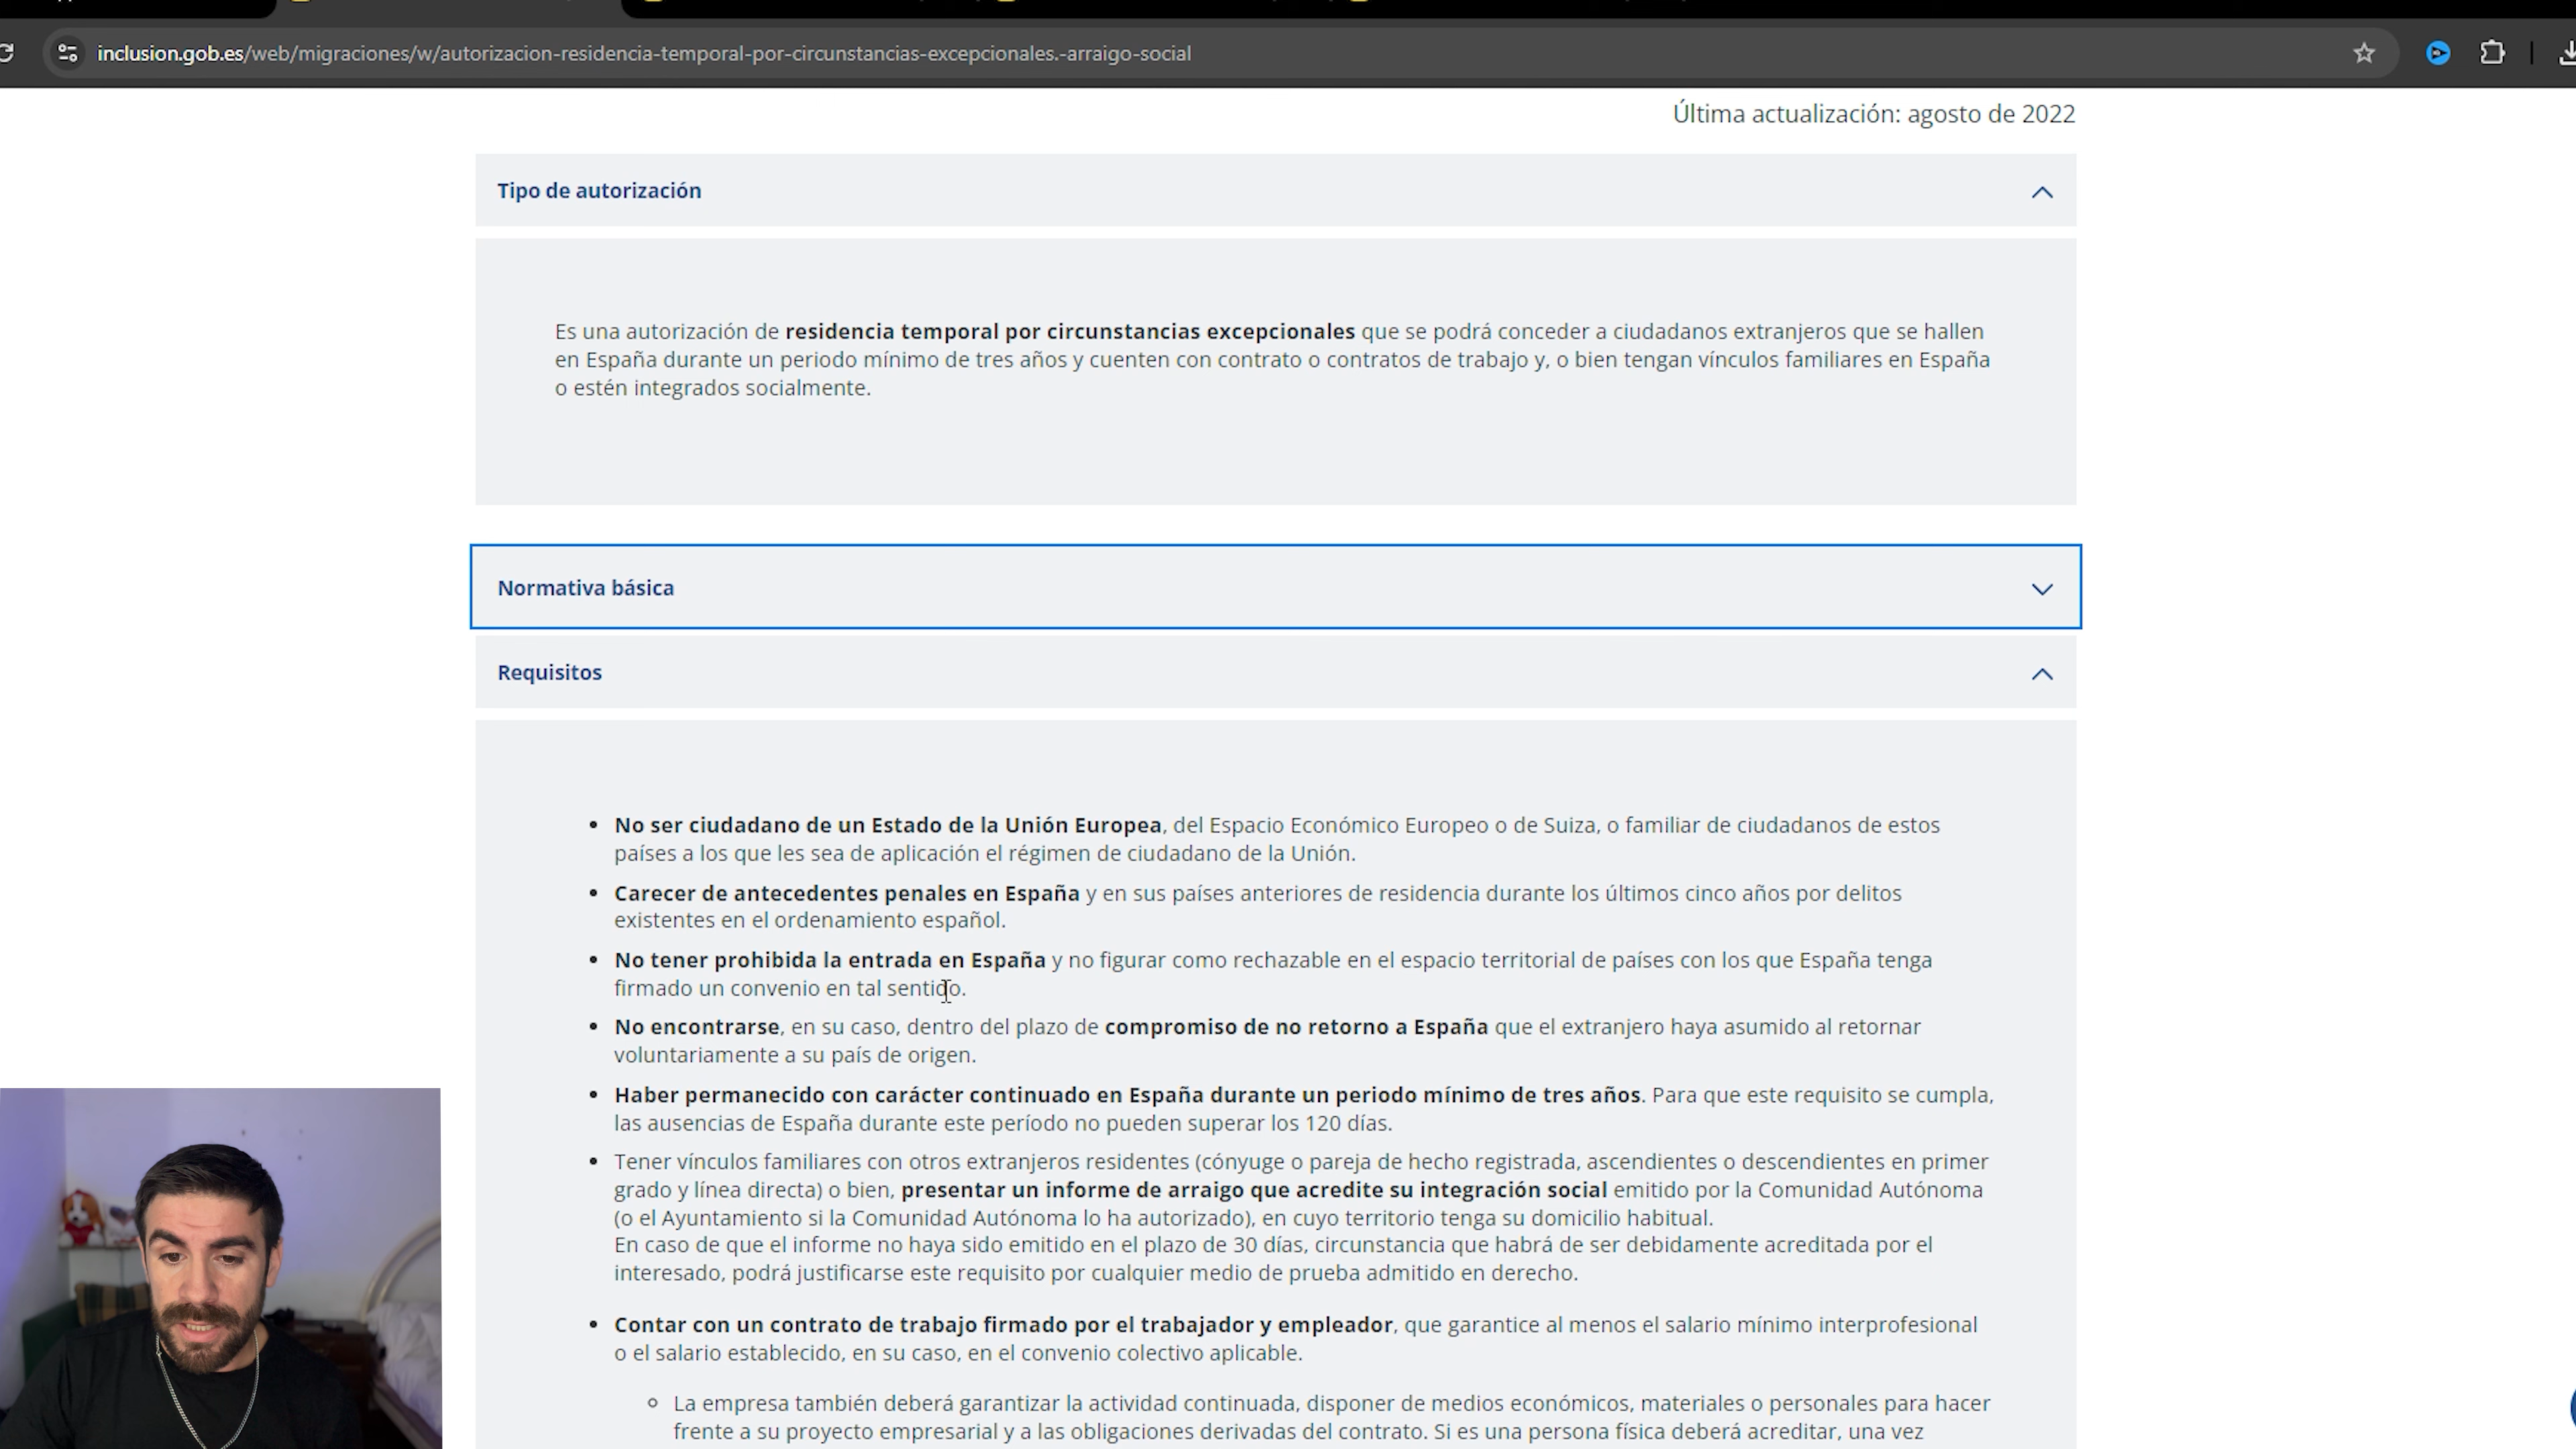 inclusion.gob.es/web/migraciones/w/autorizacion-residencia-temporal-por-circunstancias-excepcionales.-arraigo-social
Última actualización: agosto de 2022
Tipo de autorización
Es una autorización de residencia temporal por circunstancias excepcionales que se podrá conceder a ciudadanos extranjeros que se hallen
en España durante un periodo mínimo de tres años y cuenten con contrato o contratos de trabajo y, o bien tengan vínculos familiares en España
o estén integrados socialmente.
Normativa básica
Requisitos
• No ser ciudadano de un Estado de la Unión Europea, del Espacio Económico Europeo o de Suiza, o familiar de ciudadanos de estos
países a los que les sea de aplicación el régimen de ciudadano de la Unión.
• Carecer de antecedentes penales en España y en sus países anteriores de residencia durante los últimos cinco años por delitos
existentes en el ordenamiento español.
• No tener prohibida la entrada en España y no figurar como rechazable en el espacio territorial de países con los que España tenga
firmado un convenio en tal sentido.
• No encontrarse, en su caso, dentro del plazo de compromiso de no retorno a España que el extranjero haya asumido al retornar
voluntariamente a su país de origen.
• Haber permanecido con carácter continuado en España durante un periodo mínimo de tres años. Para que este requisito se cumpla,
las ausencias de España durante este período no pueden superar los 120 días.
• Tener vínculos familiares con otros extranjeros residentes (cónyuge o pareja de hecho registrada, ascendientes o descendientes en primer
grado y línea directa) o bien, presentar un informe de arraigo que acredite su integración social emitido por la Comunidad Autónoma
(o el Ayuntamiento si la Comunidad Autónoma lo ha autorizado), en cuyo territorio tenga su domicilio habitual.
En caso de que el informe no haya sido emitido en el plazo de 30 días, circunstancia que habrá de ser debidamente acreditada por el
interesado, podrá justificarse este requisito por cualquier medio de prueba admitido en derecho.
• Contar con un contrato de trabajo firmado por el trabajador y empleador, que garantice al menos el salario mínimo interprofesional
o el salario establecido, en su caso, en el convenio colectivo aplicable.
○ La empresa también deberá garantizar la actividad continuada, disponer de medios económicos, materiales o personales para hacer
frente a su proyecto empresarial y a las obligaciones derivadas del contrato. Si es una persona física deberá acreditar, una vez